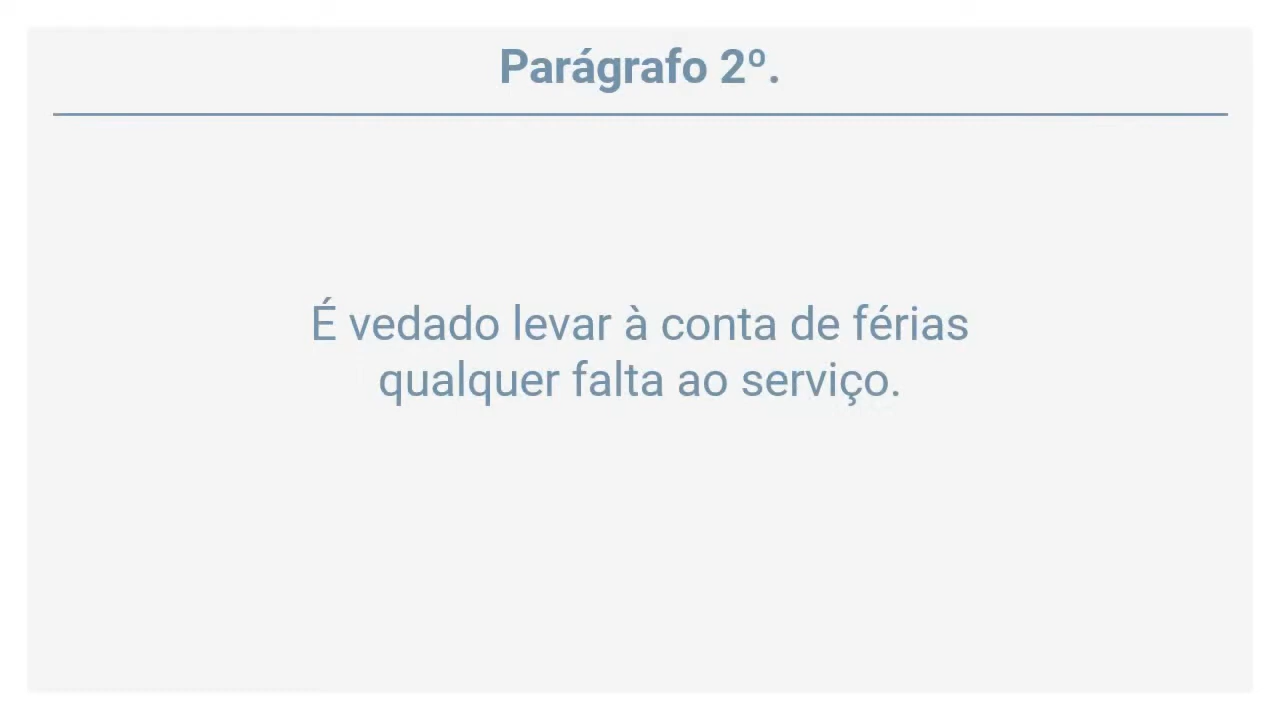 Parágrafo 2º.
É vedado levar à conta de férias
qualquer falta ao serviço.